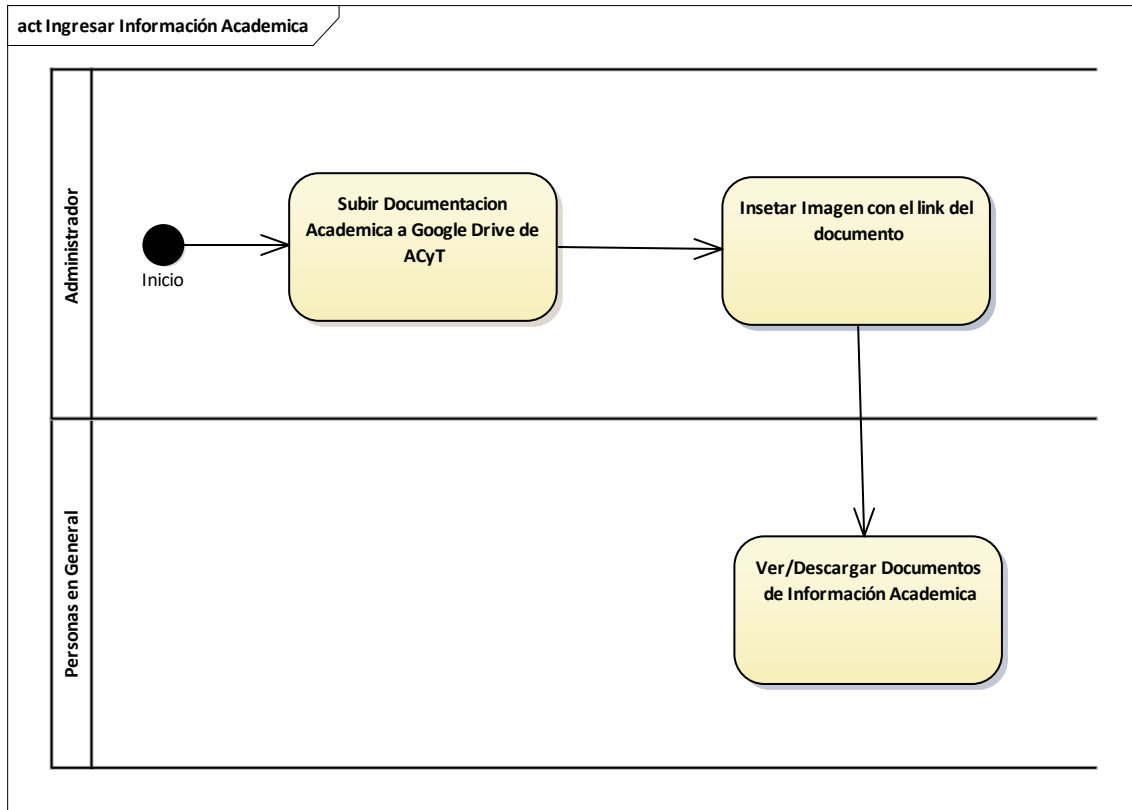 act Ingresar Información Academica
Administrador
Inicio
Subir Documentacion
Academica a Google Drive de
ACyT
Insetar Imagen con el link del
documento
Personas en General
Ver/Descargar Documentos
de Información Academica